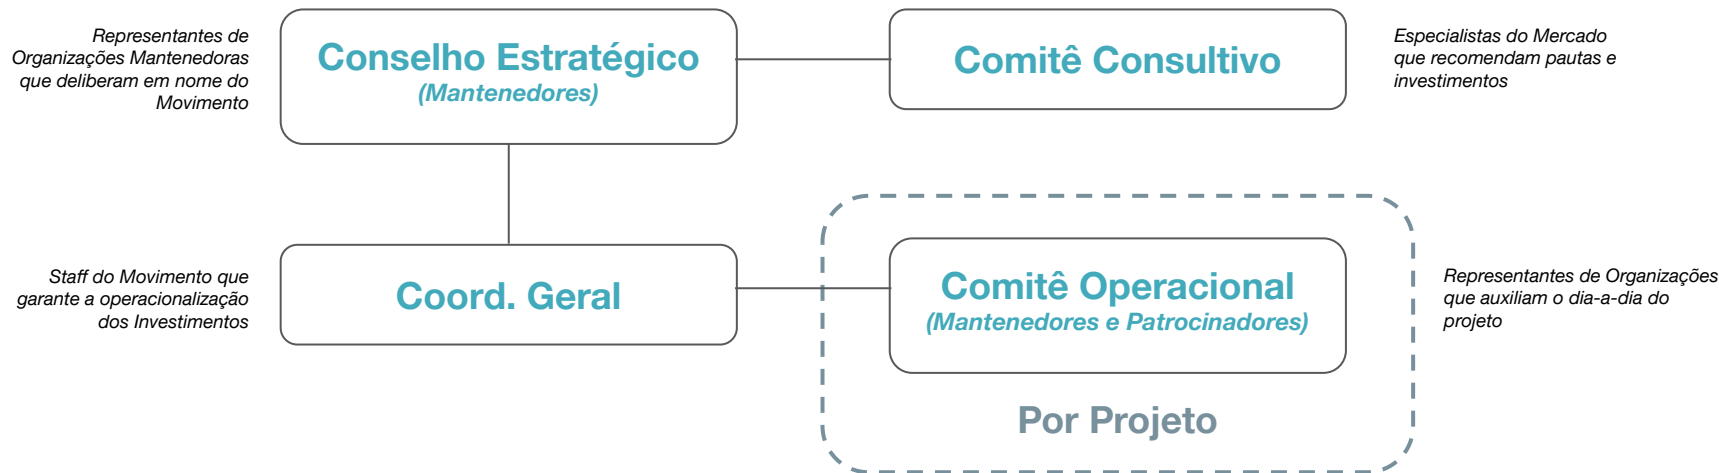 Representantes de
Organizações Mantenedoras
que deliberam em nome do
Movimento
Conselho Estratégico
(Mantenedores)
Comitê Consultivo
Especialistas do Mercado
que recomendam pautas e
investimentos
Staff do Movimento que
garante a operacionalização
dos Investimentos
Coord. Geral
Comitê Operacional
(Mantenedores e Patrocinadores)
Por Projeto
Representantes de Organizações
que auxiliam o dia-a-dia do
projeto